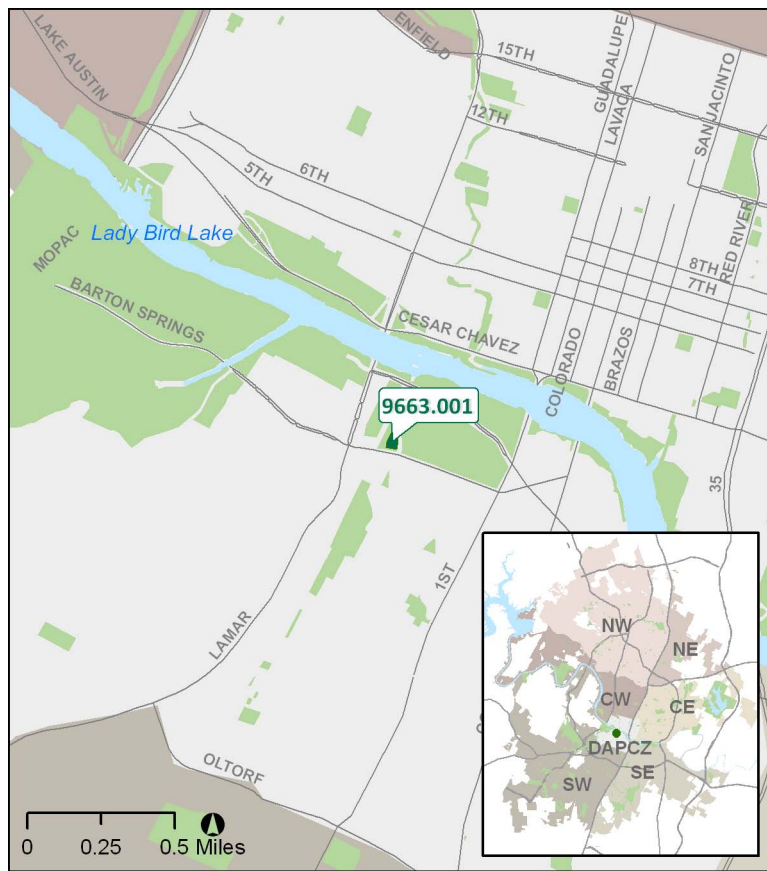 ENFIELD
15TH
LAKE AUSTIN
GUADALUPE
LAVACA
SAN JACINTO
12TH
6TH
5TH
Lady Bird Lake
MOPAC
RED RIVER
8TH
7TH
BARTON SPRINGS
CESAR CHAVEZ
COLORADO
BRAZOS
9663.001
35
1ST
LAMAR
OLTORF
NW
NE
CW
CE
DAPCZ
SE
SW
0 0.25 0.5 Miles